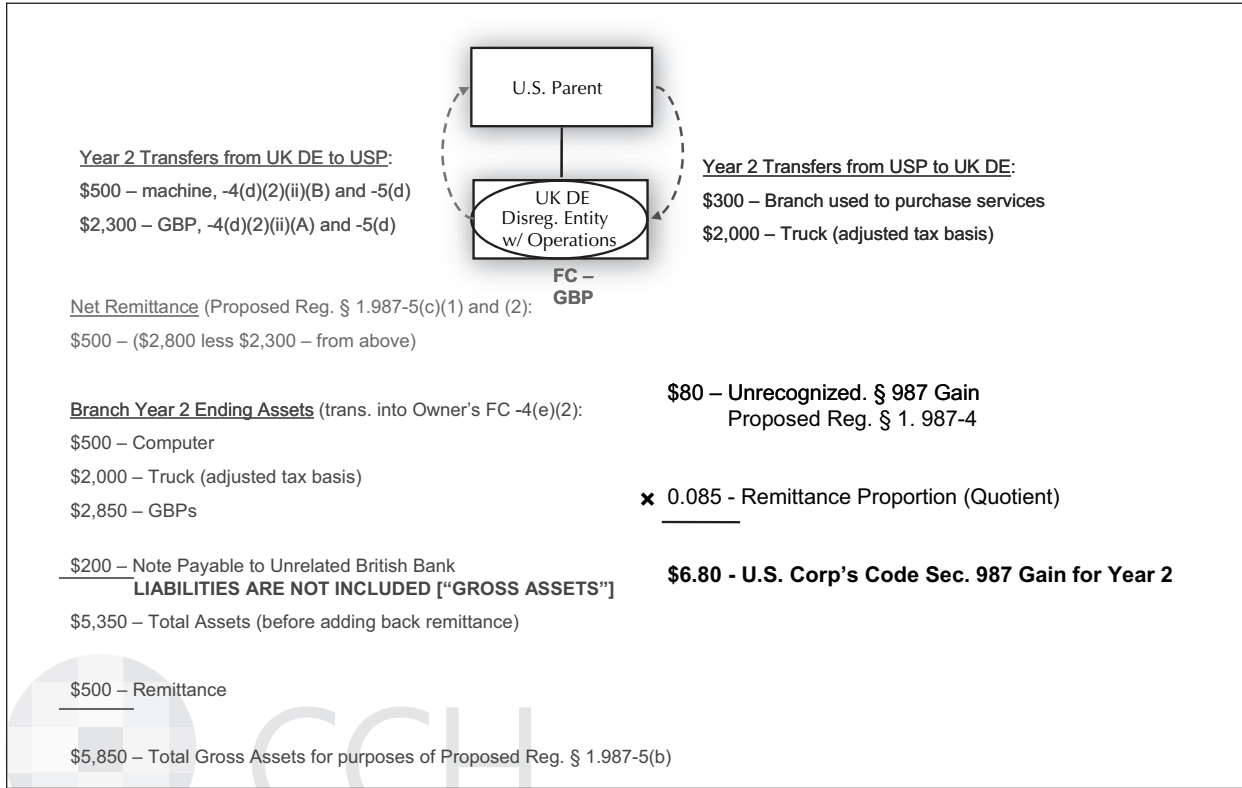 U.S. Parent
Year 2 Transfers from UK DE to USP:
$500 – machine, -4(d)(2)(ii)(B) and -5(d)
$2,300 – GBP, -4(d)(2)(ii)(A) and -5(d)
UK DE
Disreg. Entity
w/ Operations
FC –
GBP
Year 2 Transfers from USP to UK DE:
$300 – Branch used to purchase services
$2,000 – Truck (adjusted tax basis)
Net Remittance (Proposed Reg. § 1.987-5(c)(1) and (2):
$500 – ($2,800 less $2,300 – from above)
Branch Year 2 Ending Assets (trans. into Owner's FC -4(e)(2):
$500 – Computer
$2,000 – Truck (adjusted tax basis)
$2,850 – GBPs
$200 – Note Payable to Unrelated British Bank
LIABILITIES ARE NOT INCLUDED [“GROSS ASSETS”]
$5,350 – Total Assets (before adding back remittance)
$500 – Remittance
$5,850 – Total Gross Assets for purposes of Proposed Reg. § 1.987-5(b)
$80 – Unrecognized. § 987 Gain
Proposed Reg. § 1. 987-4
× 0.085 - Remittance Proportion (Quotient)
$6.80 - U.S. Corp's Code Sec. 987 Gain for Year 2
CCH